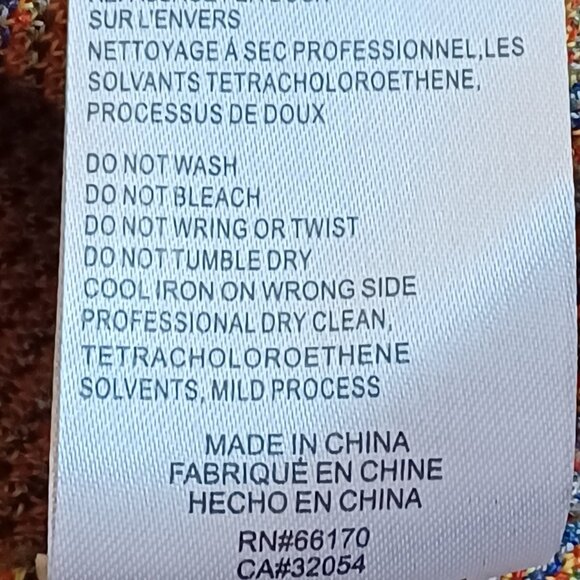 SUR L'ENVERS
NETTOYAGE À SEC PROFESSIONNEL,LES
SOLVANTS TETRACHOLOROETHENE,
PROCESSUS DE DOUX
DO NOT WASH
DO NOT BLEACH
DO NOT WRING OR TWIST
DO NOT TUMBLE DRY
COOL IRON ON WRONG SIDE
PROFESSIONAL DRY CLEAN,
TETRACHOLOROETHENE
SOLVENTS, MILD PROCESS
MADE IN CHINA
FABRIQUÉ EN CHINE
HECHO EN CHINA
RN#66170
CA#32054